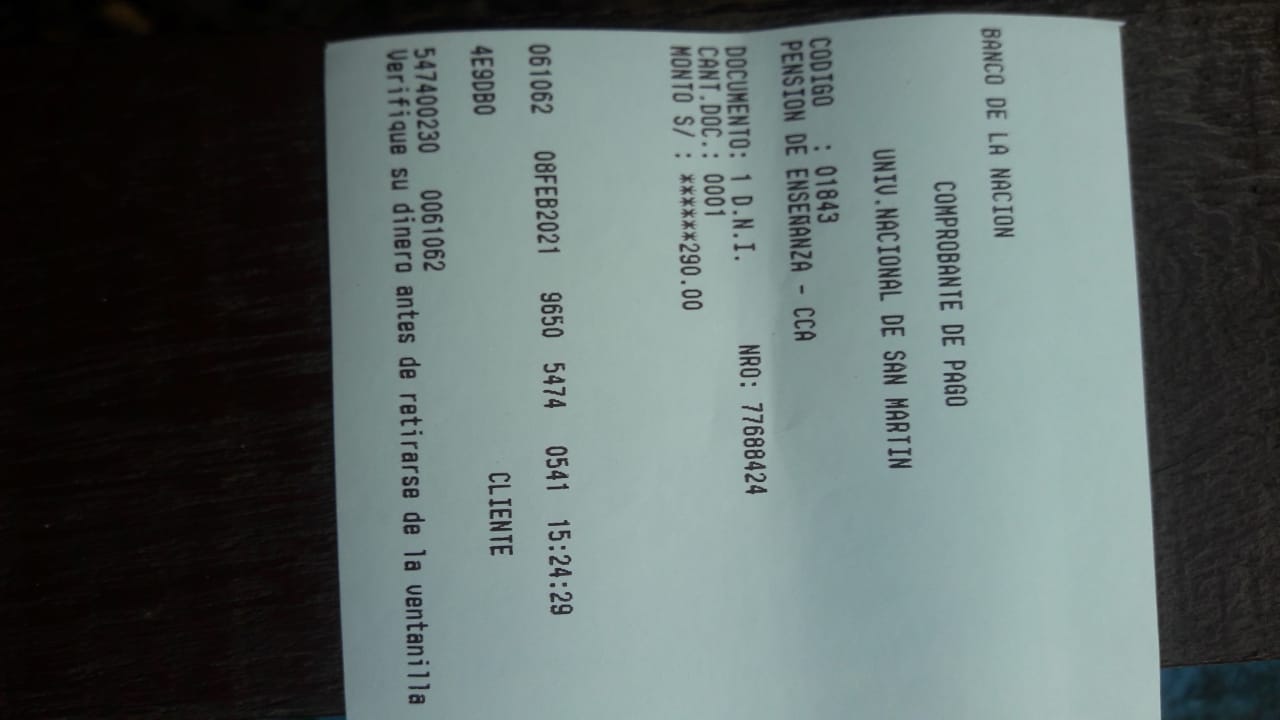 BANCO DE LA NACION
COMPROBANTE DE PAGO
UNIV.NACIONAL DE SAN MARTIN
CODIGO : 01843
PENSION DE ENSEÑANZA - CCA
DOCUMENTO: 1 D.N.I. NRO: 77688424
CANT.DOC.: 0001
MONTO S/ : ******290.00
061062 08FEB2021 9650 5474 0541 15:24:29
4E9DB0 CLIENTE
547400230 0061062
Verifique su dinero antes de retirarse de la ventanilla